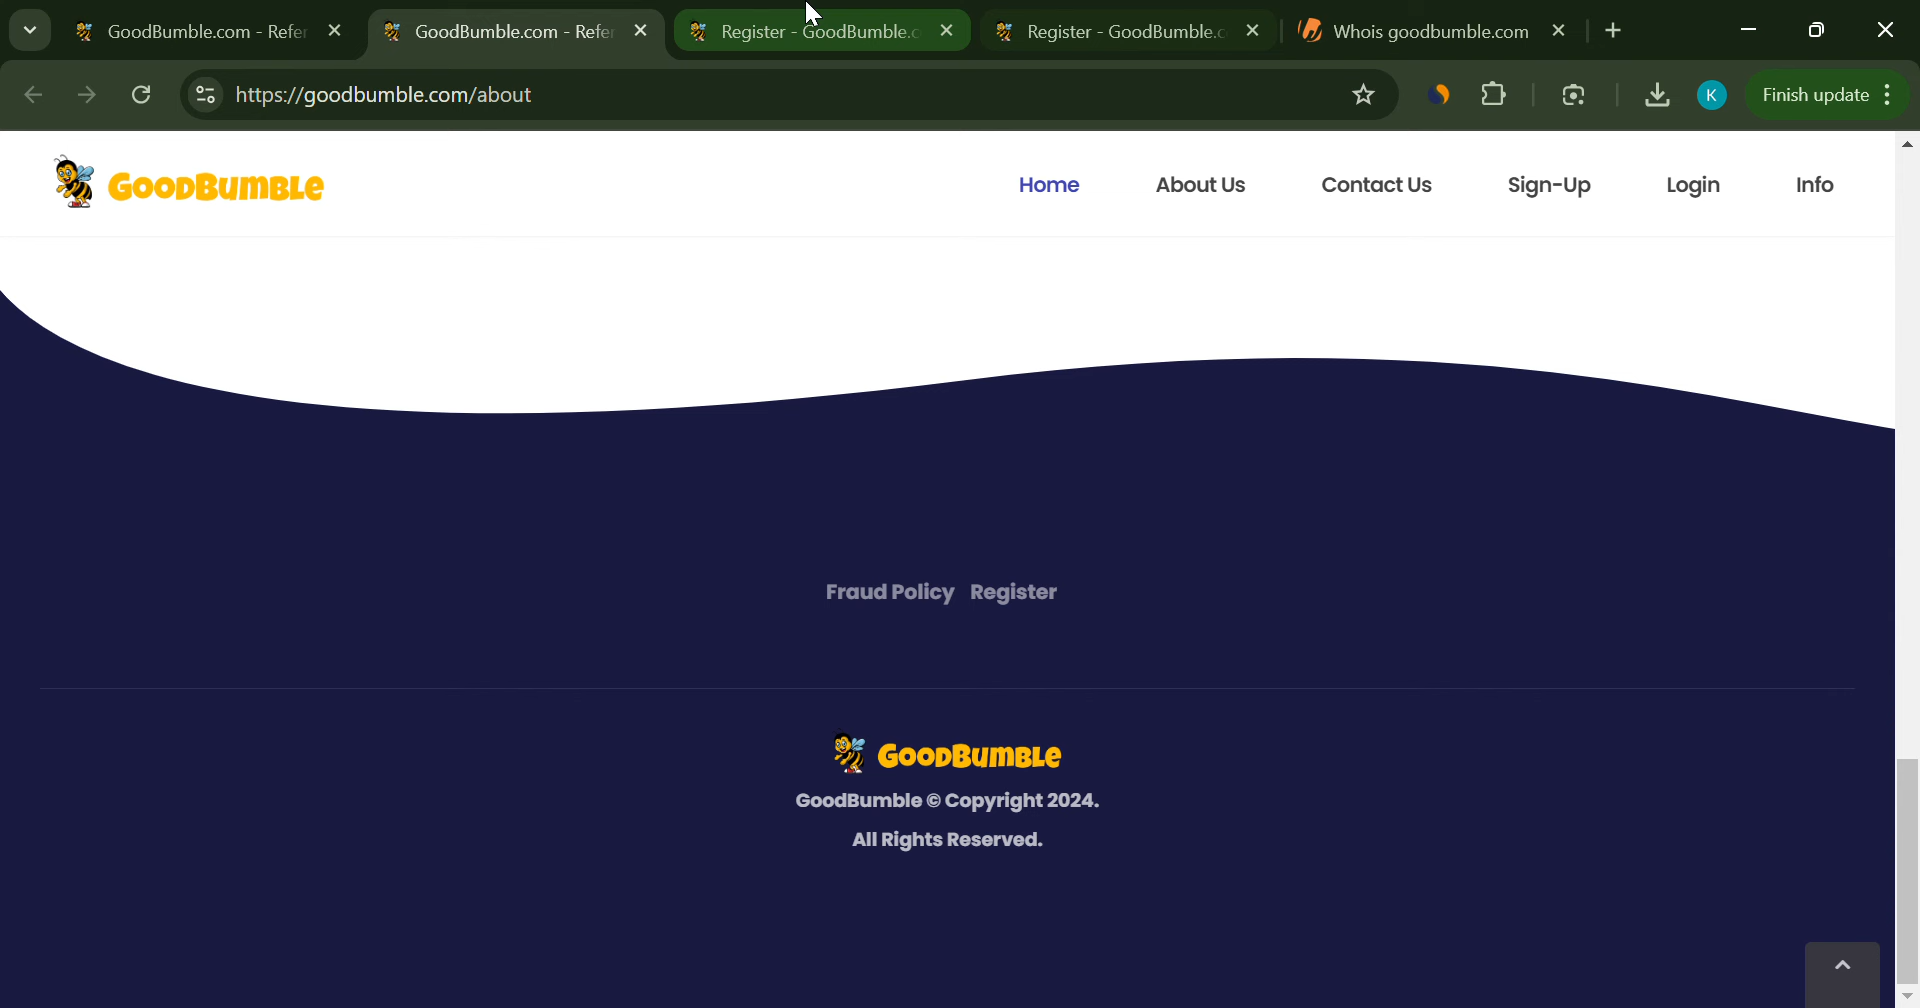 GoodBumble.com - Refer
GoodBumble.com - Refer
Register - GoodBumble.c
Register - GoodBumble.c
Whois goodbumble.com
https://goodbumble.com/about
K
Finish update
GOODBUMBLE
Home
About Us
Contact Us
Sign-Up
Login
Info
Fraud Policy Register
GOODBUMBLE
GoodBumble © Copyright 2024.
All Rights Reserved.